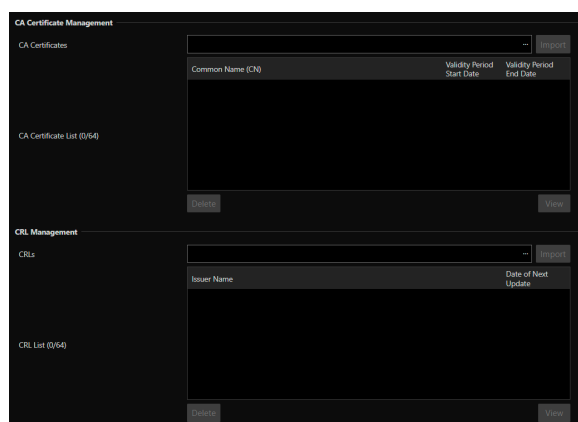 CA Certificate Management
CA Certificates
...
Import
Common Name (CN)
Validity Period
Start Date
Validity Period
End Date
CA Certificate List (0/64)
Delete
View
CRL Management
CRLs
...
Import
Issuer Name
Date of Next
Update
CRL List (0/64)
Delete
View